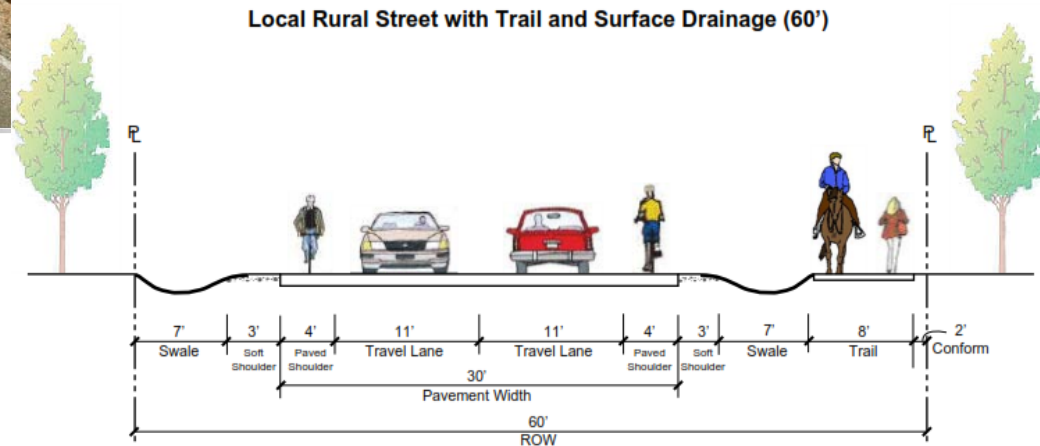 Local Rural Street with Trail and Surface Drainage (60’)
PL PL
7’ 3’ 4’ 11’ 11’ 4’ 3’ 7’ 8’ 2’
Swale Soft Paved Travel Lane Travel Lane Paved Soft Swale Trail Conform
Shoulder Shoulder Shoulder Shoulder
30’
Pavement Width
60’
ROW